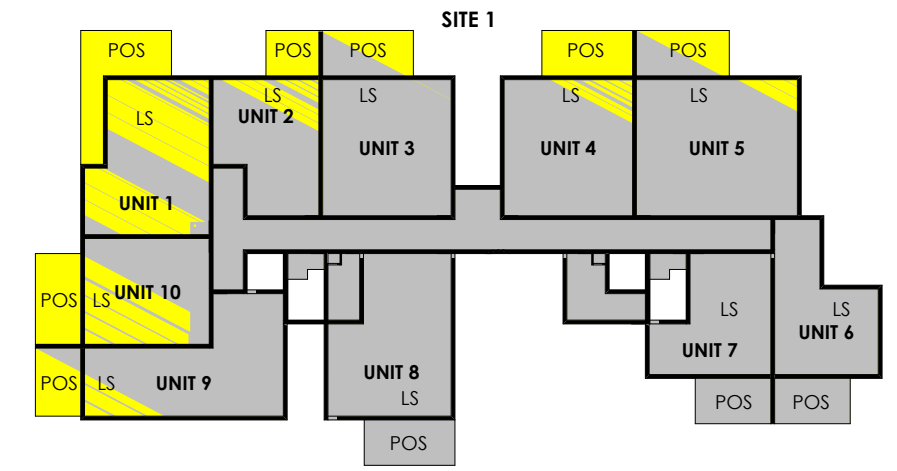 SITE 1
POS
POS
POS
POS
POS
LS
LS
LS
LS
LS
UNIT 2
UNIT 3
UNIT 4
UNIT 5
UNIT 1
POS
LS
UNIT 10
LS
LS
UNIT 6
UNIT 7
POS
LS
UNIT 9
UNIT 8
LS
POS
POS
POS